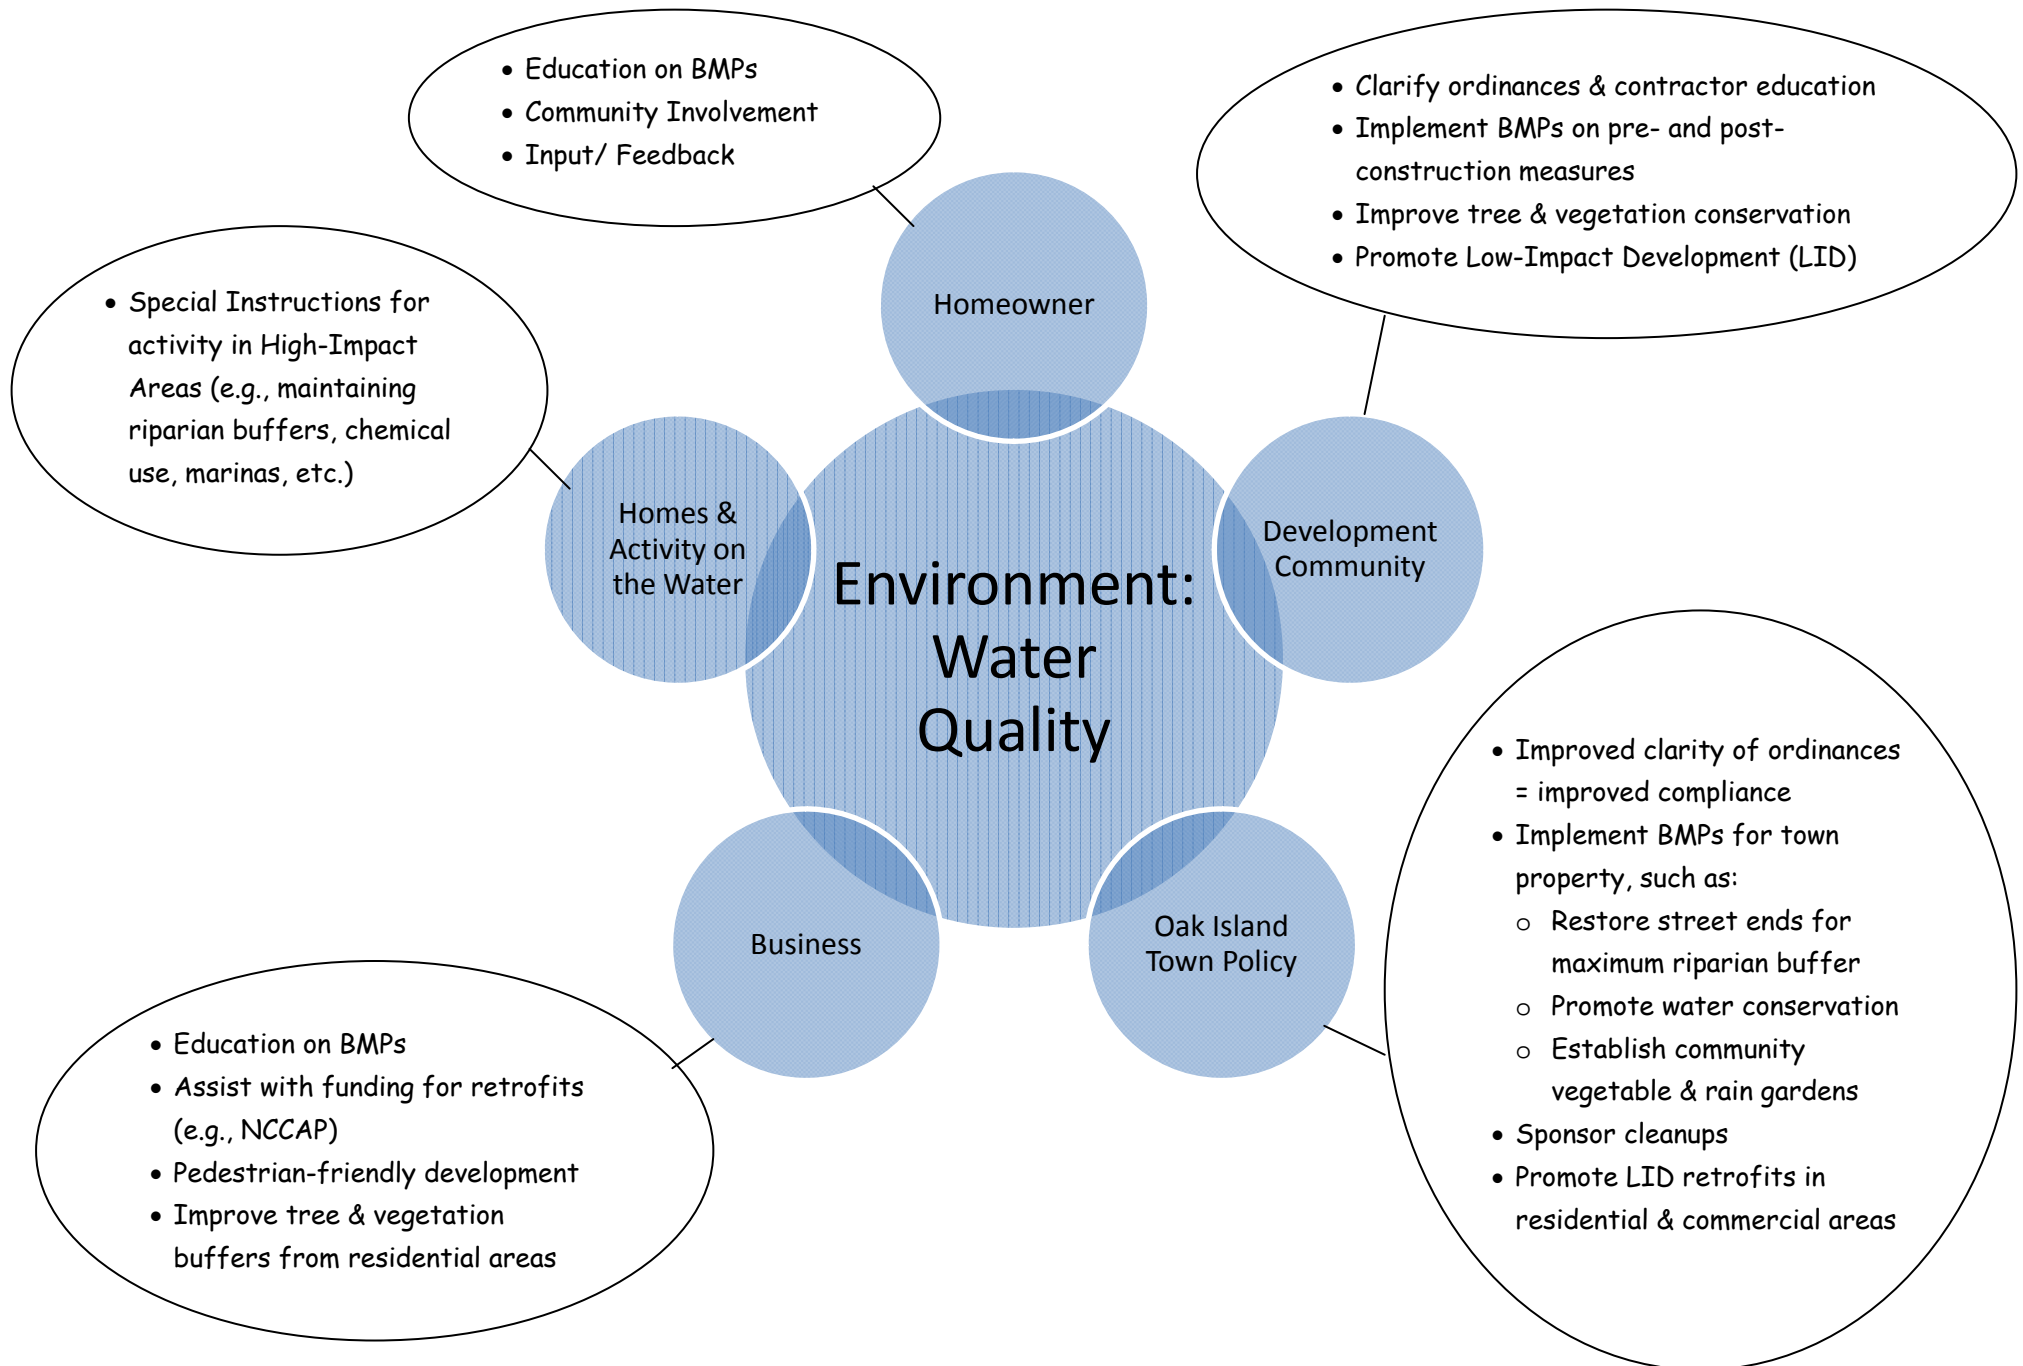 • Education on BMPs
• Community Involvement
• Input/ Feedback
• Clarify ordinances & contractor education
• Implement BMPs on pre- and post-
construction measures
• Improve tree & vegetation conservation
• Promote Low-Impact Development (LID)
• Special Instructions for
activity in High-Impact
Areas (e.g., maintaining
riparian buffers, chemical
use, marinas, etc.)
Homeowner
Homes &
Activity on
the Water
Development
Community
Environment:
Water
Quality
Business
Oak Island
Town Policy
• Improved clarity of ordinances
= improved compliance
• Implement BMPs for town
property, such as:
o Restore street ends for
maximum riparian buffer
o Promote water conservation
o Establish community
vegetable & rain gardens
• Sponsor cleanups
• Promote LID retrofits in
residential & commercial areas
• Education on BMPs
• Assist with funding for retrofits
(e.g., NCCAP)
• Pedestrian-friendly development
• Improve tree & vegetation
buffers from residential areas